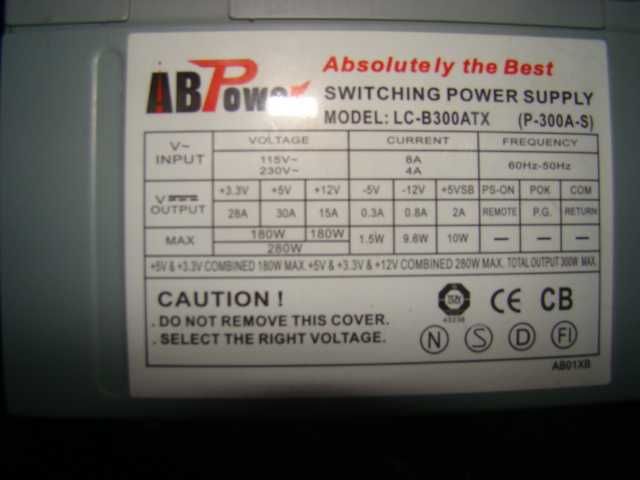 ABPower
Absolutely the Best
SWITCHING POWER SUPPLY
MODEL: LC-B300ATX (P-300A-S)
V~ INPUT VOLTAGE CURRENT FREQUENCY
115V~ 8A 60Hz-50Hz
230V~ 4A
V OUTPUT +3.3V +5V +12V -5V -12V +5VSB PS-ON POK COM
28A 30A 15A 0.3A 0.8A 2A REMOTE P.G. RETURN
MAX 180W 180W 1.5W 9.6W 10W — — —
280W
+5V & +3.3V COMBINED 180W MAX. +5V & +3.3V & +12V COMBINED 280W MAX. TOTAL OUTPUT 300W MAX.
CAUTION !
. DO NOT REMOVE THIS COVER.
. SELECT THE RIGHT VOLTAGE.
CE CB
N S D FI
AB01XB